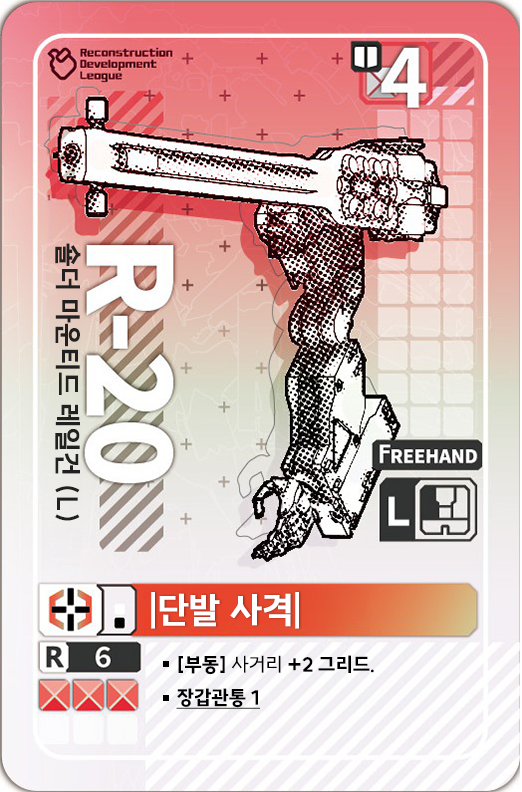 Reconstruction
Development
League
4
R-20
숄더 마운티드 레일건 (L)
FREEHAND
L
|단발 사격|
R 6
▪ [부동] 사거리 +2 그리드.
▪ 장갑관통 1